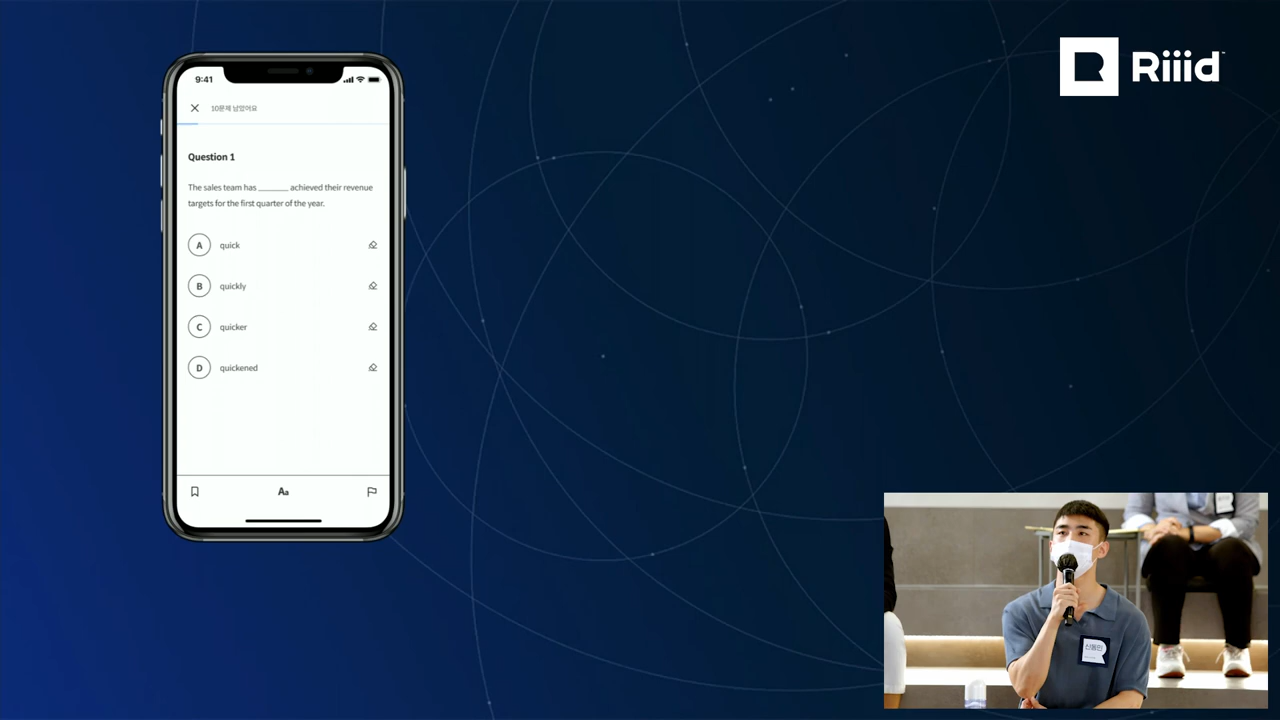 Riiid
9:41
10문제 남았어요
Question 1
The sales team has ______ achieved their revenue
targets for the first quarter of the year.
A quick
B quickly
C quicker
D quickened
Aa